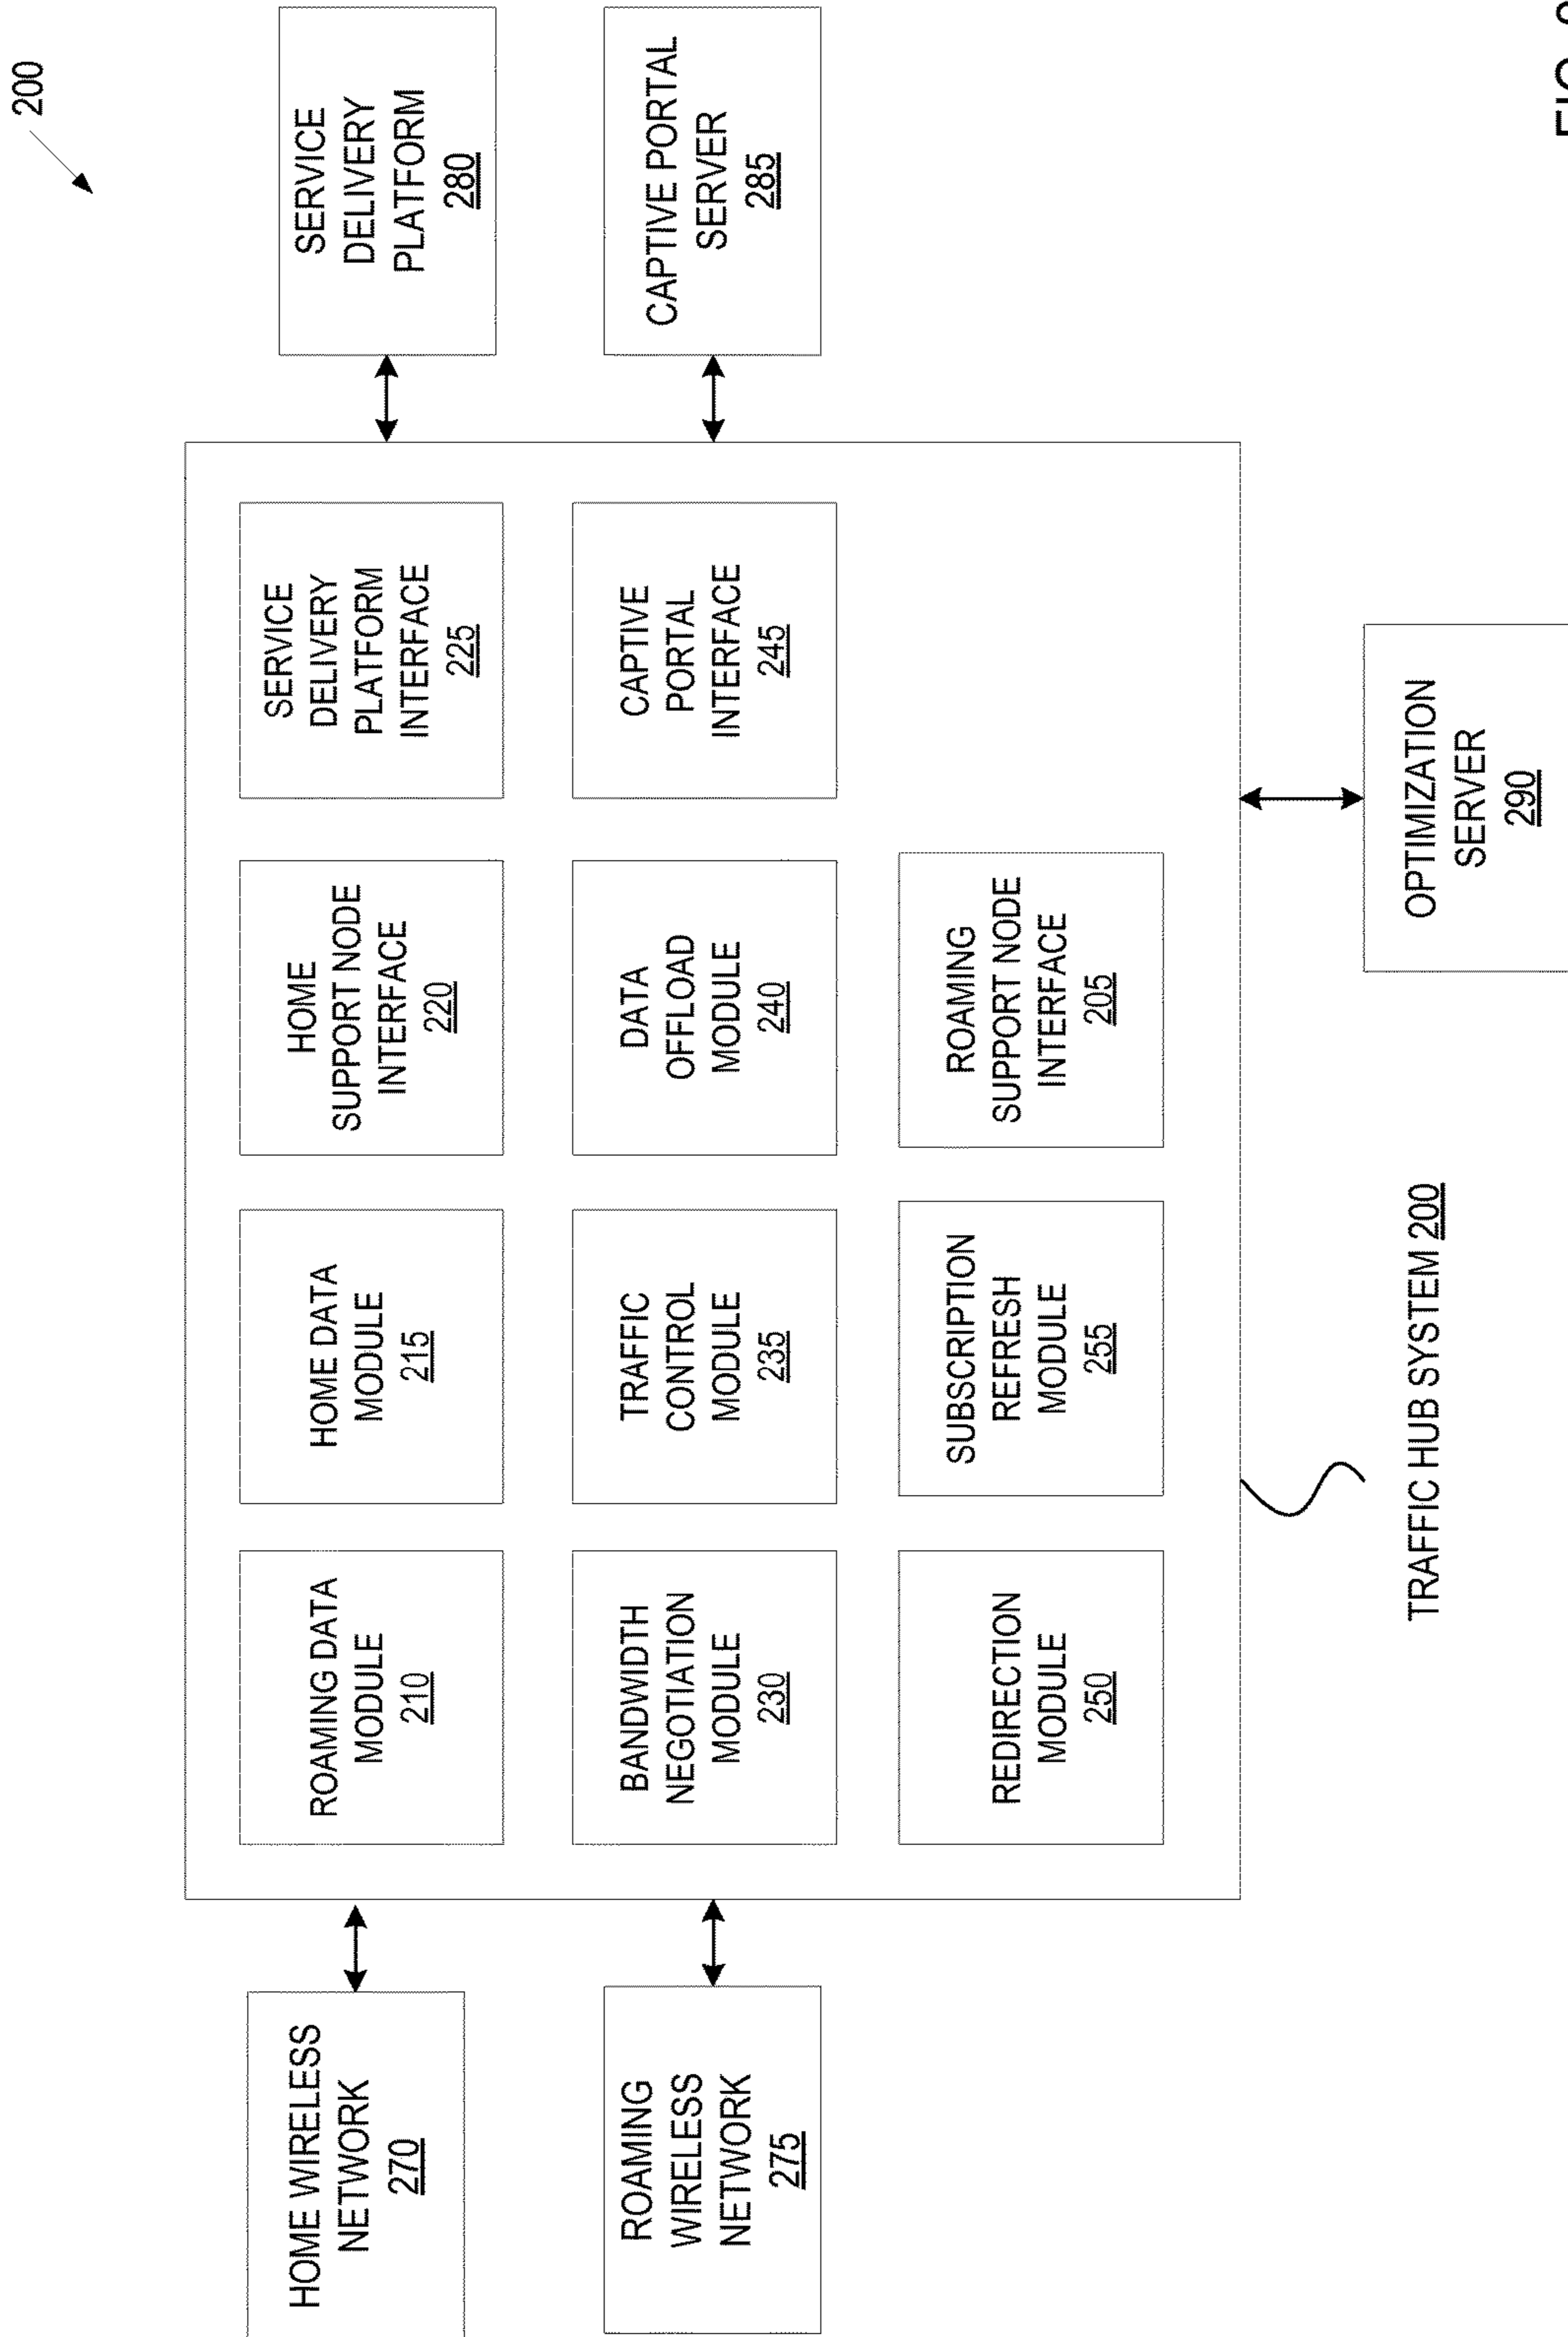 200
HOME WIRELESS
NETWORK
270
ROAMING
WIRELESS
NETWORK
275
ROAMING DATA
MODULE
210
HOME DATA
MODULE
215
HOME
SUPPORT NODE
INTERFACE
220
SERVICE
DELIVERY
PLATFORM
INTERFACE
225
BANDWIDTH
NEGOTIATION
MODULE
230
TRAFFIC
CONTROL
MODULE
235
DATA
OFFLOAD
MODULE
240
CAPTIVE
PORTAL
INTERFACE
245
REDIRECTION
MODULE
250
SUBSCRIPTION
REFRESH
MODULE
255
ROAMING
SUPPORT NODE
INTERFACE
205
SERVICE
DELIVERY
PLATFORM
280
CAPTIVE PORTAL
SERVER
285
TRAFFIC HUB SYSTEM 200
OPTIMIZATION
SERVER
290